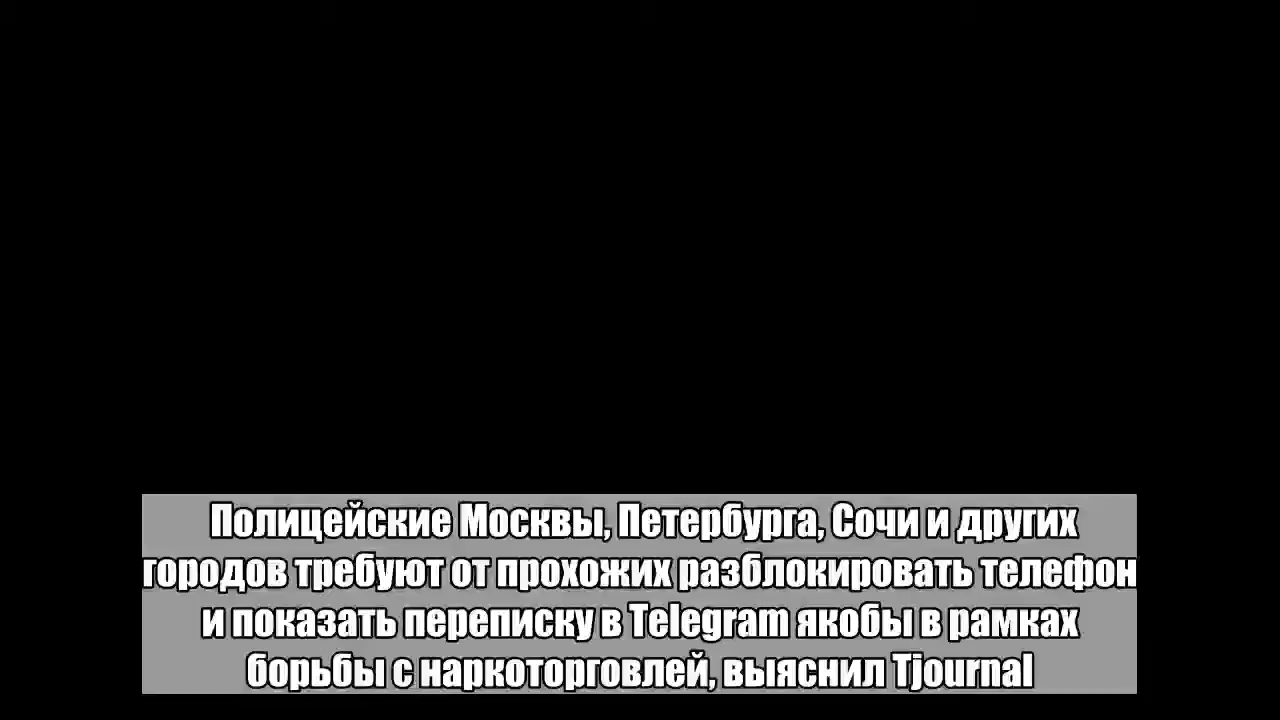 Полицейские Москвы, Петербурга, Сочи и других
городов требуют от прохожих разблокировать телефон
и показать переписку в Telegram якобы в рамках
борьбы с наркоторговлей, выяснил Tjournal